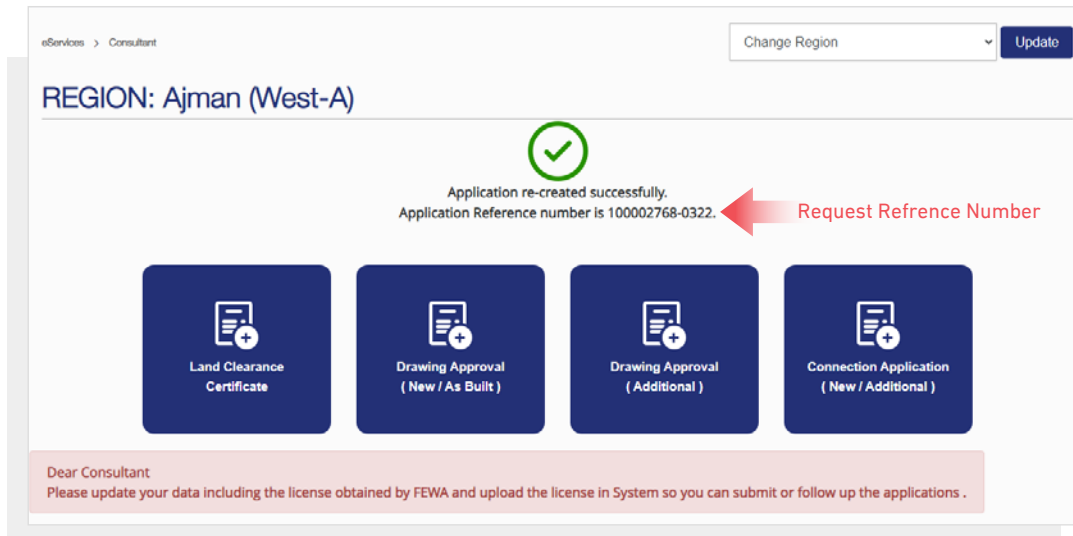 eServices > Consultant
Change Region
Update
REGION: Ajman (West-A)
Application re-created successfully.
Application Reference number is 100002768-0322.
Request Refrence Number
Land Clearance
Certificate
Drawing Approval
( New / As Built )
Drawing Approval
( Additional )
Connection Application
( New / Additional )
Dear Consultant
Please update your data including the license obtained by FEWA and upload the license in System so you can submit or follow up the applications .